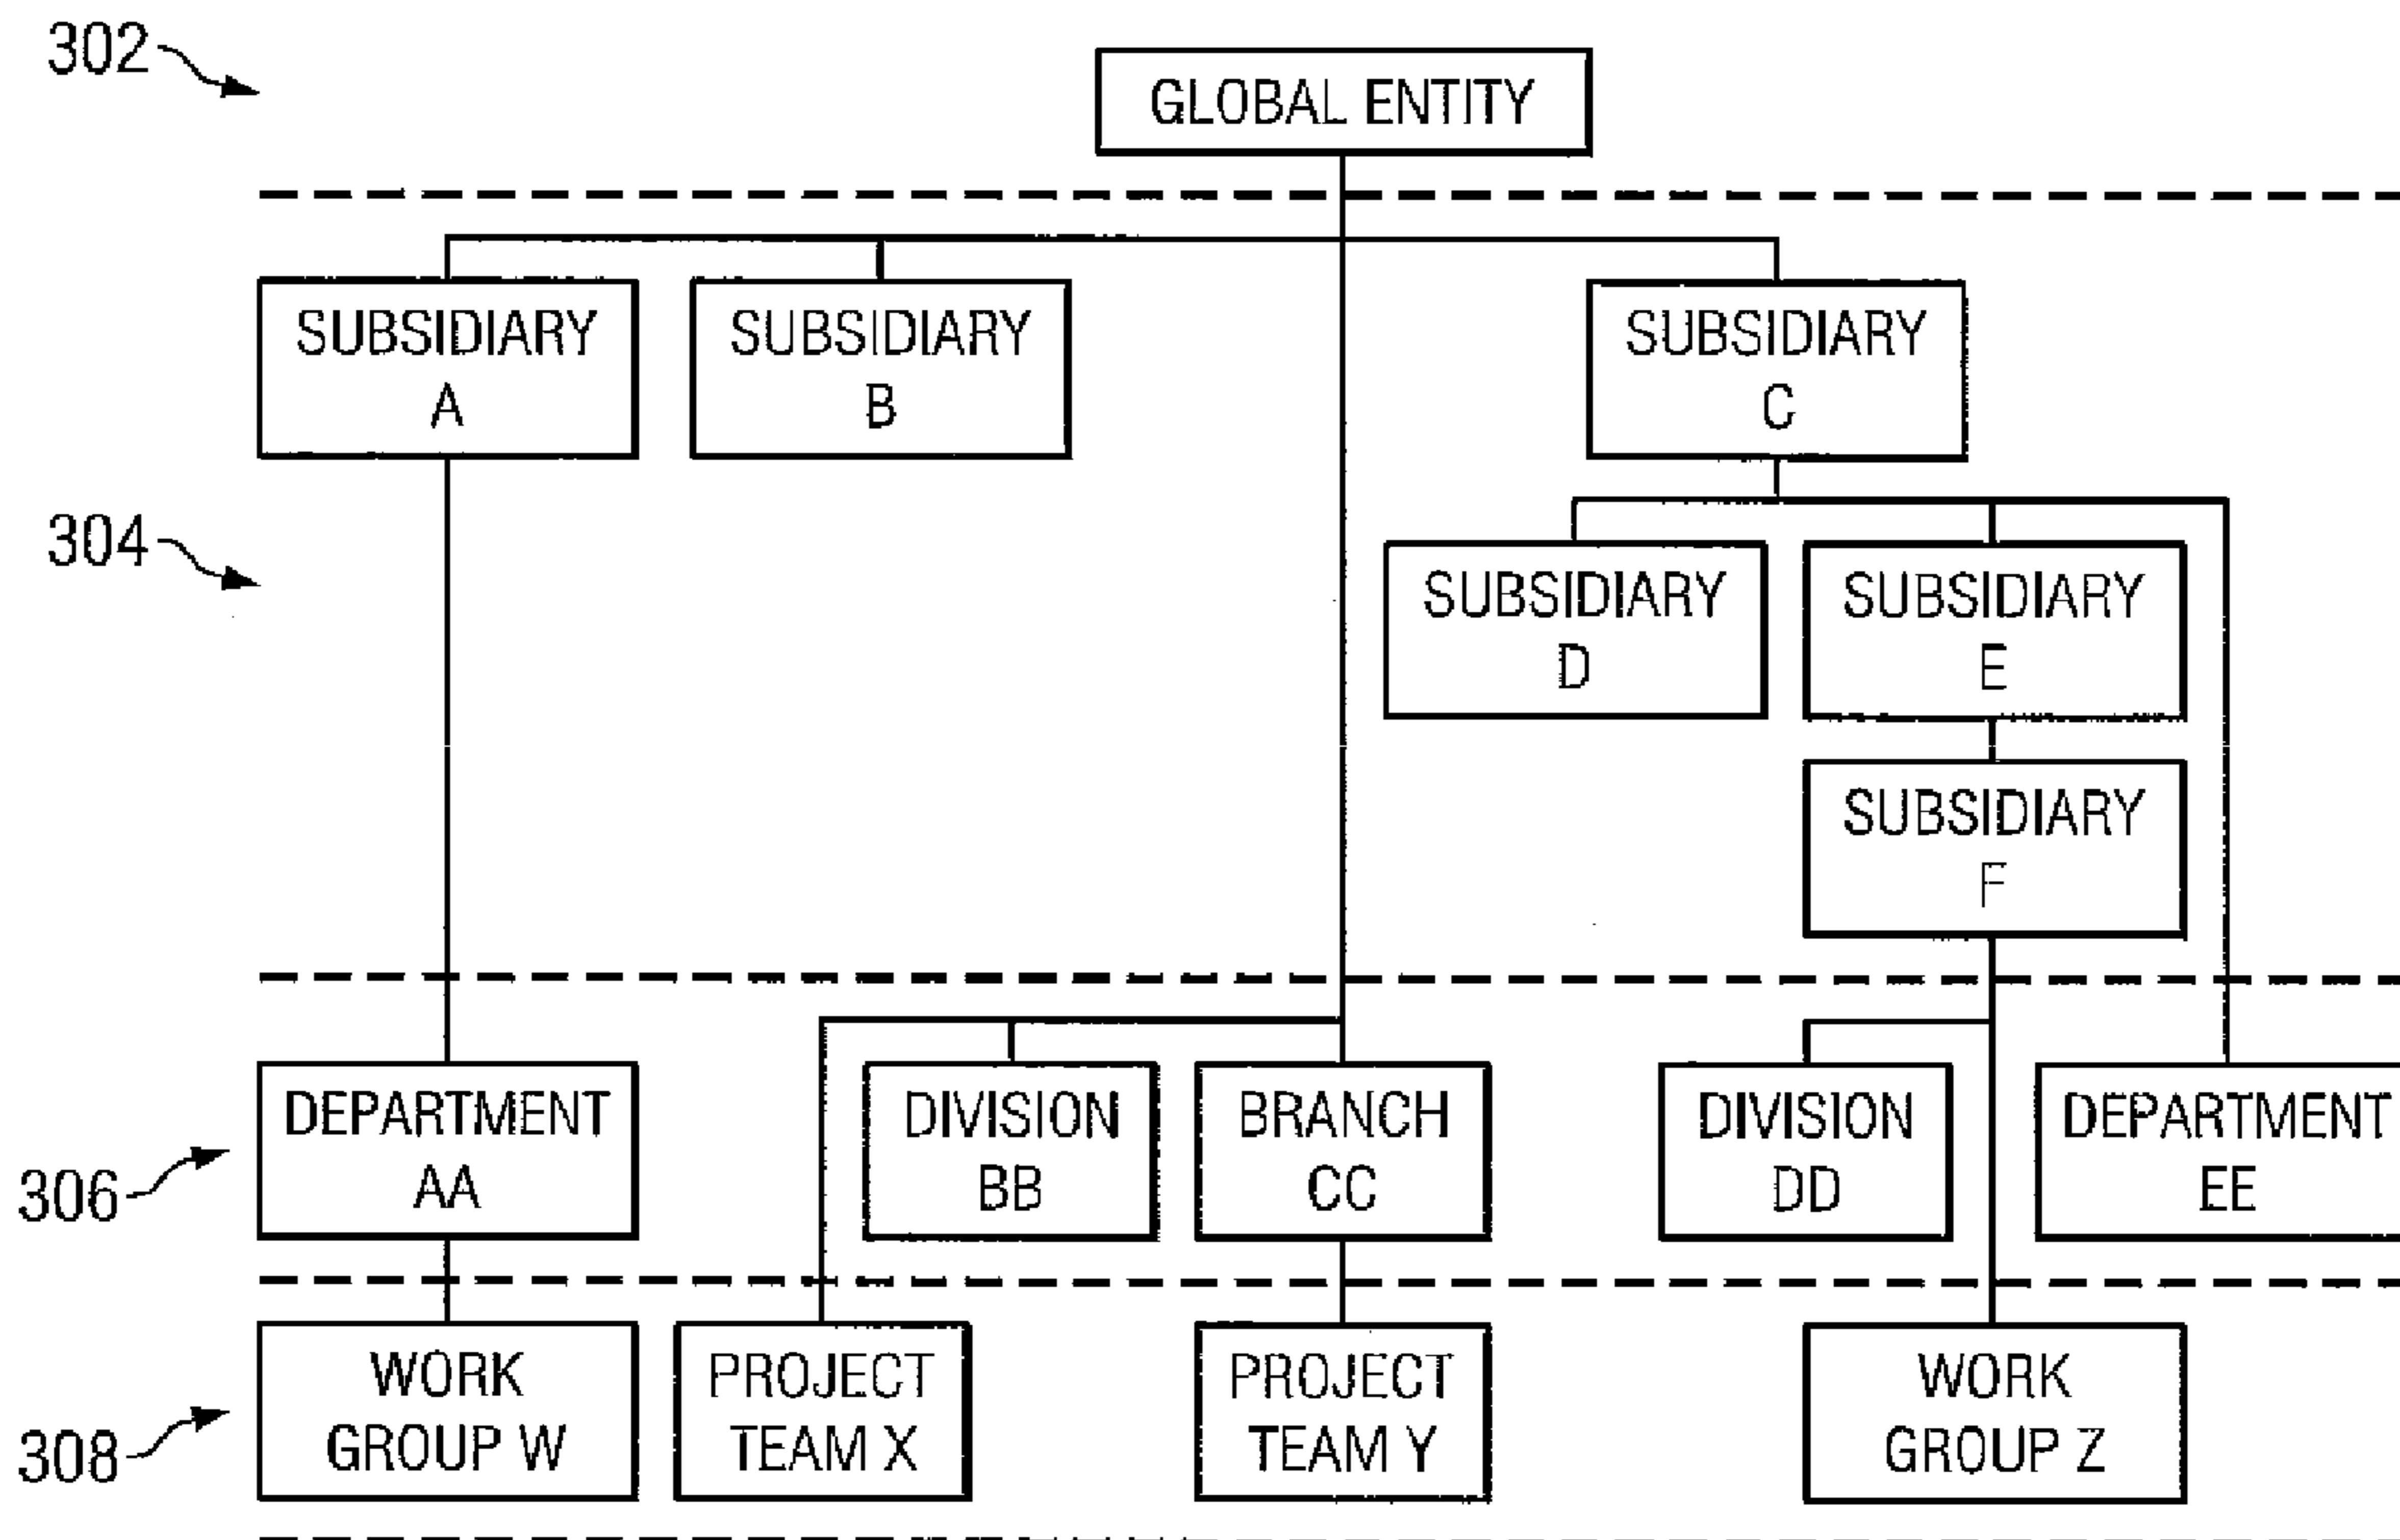 302
GLOBAL ENTITY
SUBSIDIARY
A
SUBSIDIARY
B
SUBSIDIARY
C
304
SUBSIDIARY
D
SUBSIDIARY
E
SUBSIDIARY
F
306
DEPARTMENT
AA
DIVISION
BB
BRANCH
CC
DIVISION
DD
DEPARTMENT
EE
308
WORK
GROUP W
PROJECT
TEAM X
PROJECT
TEAM Y
WORK
GROUP Z